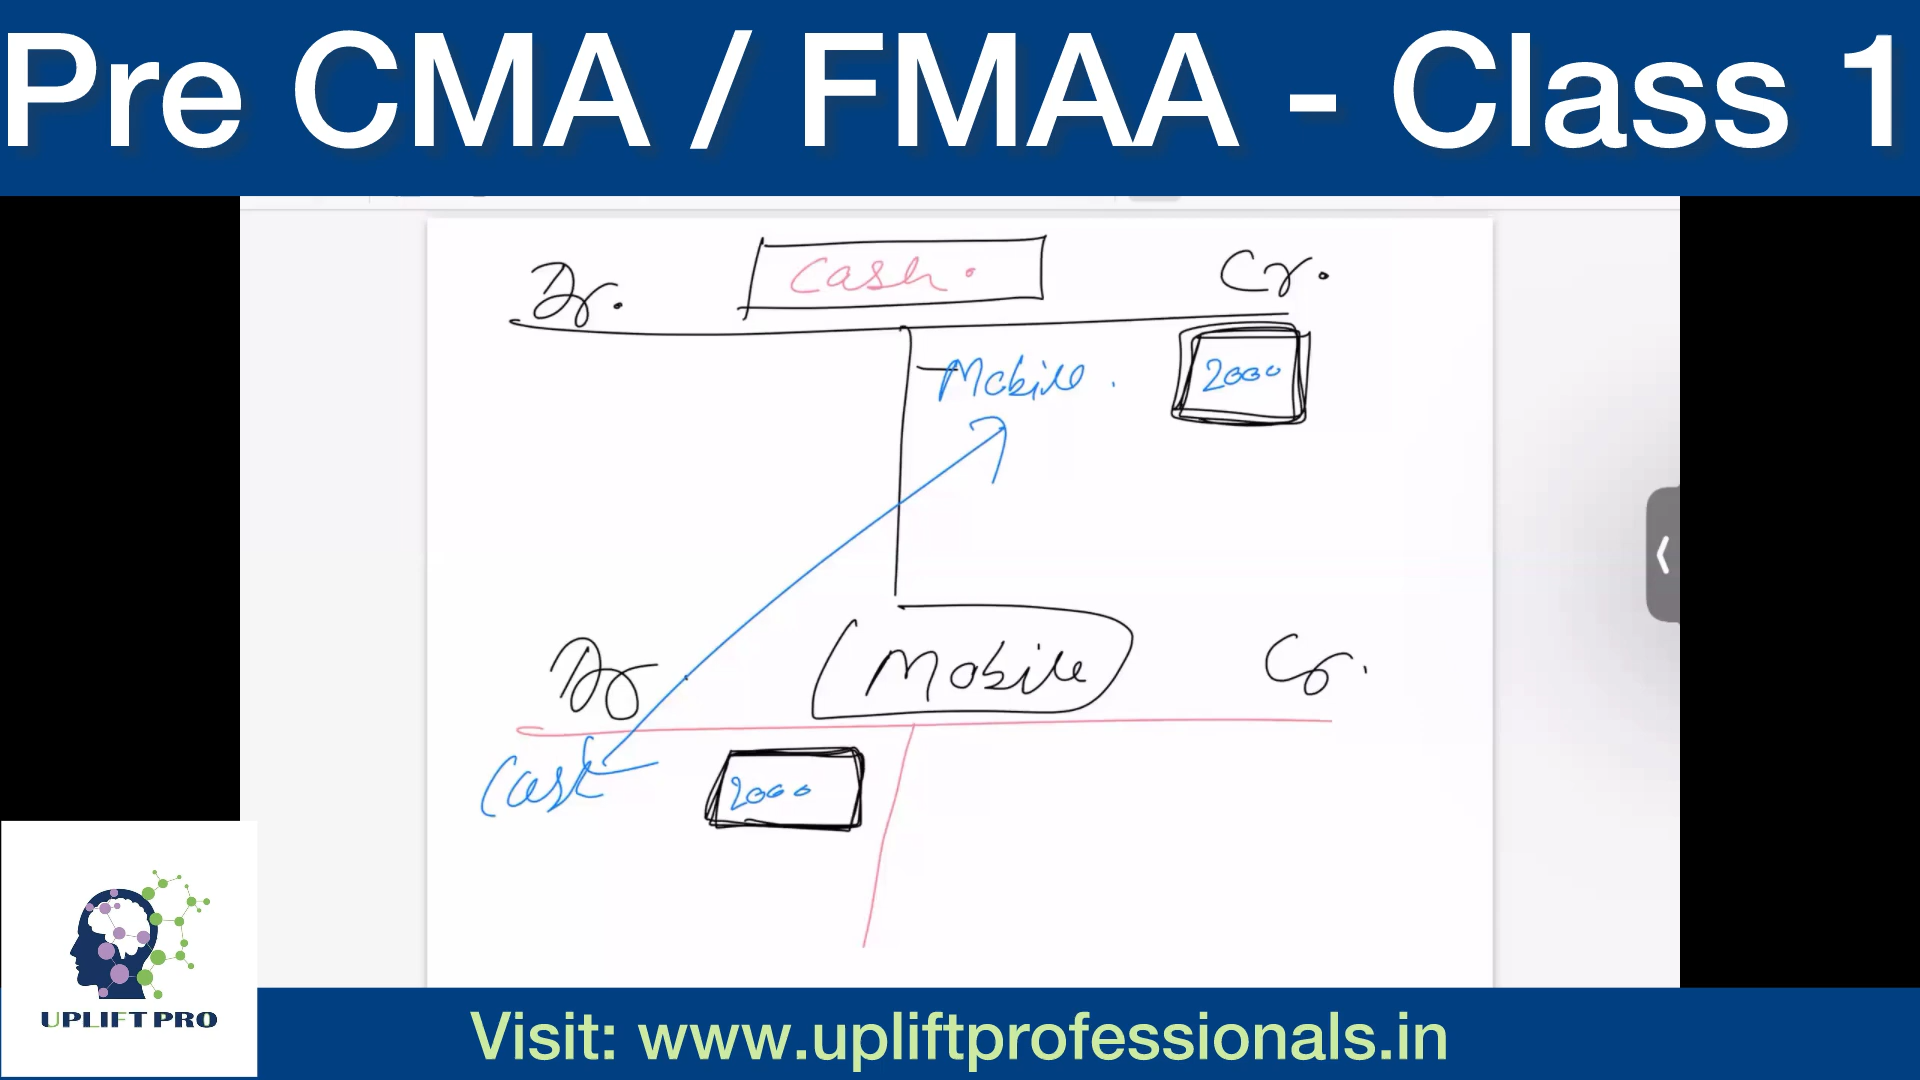 Pre CMA / FMAA - Class 1
Dr. Cash. Cr.
Mobile. 2000
Dr Mobile Cr.
Cash 2000
UPLIFT PRO
Visit: www.upliftprofessionals.in